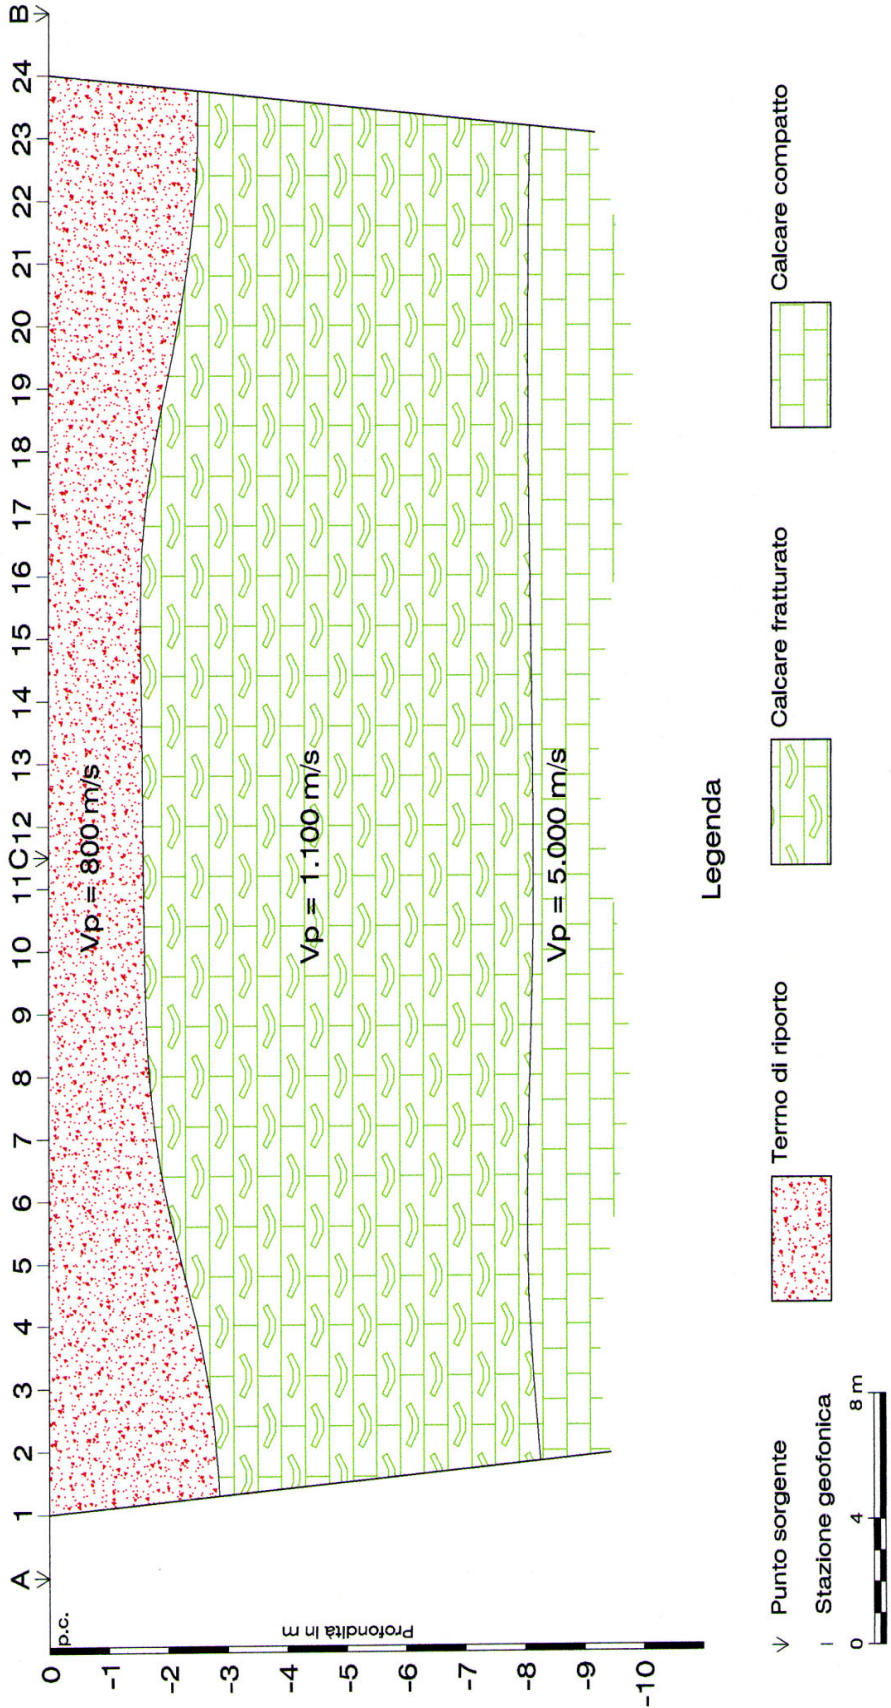 A 1 2 3 4 5 6 7 8 9 10 11 C 12 13 14 15 16 17 18 19 20 21 22 23 24 B
p.c.
0
-1
-2
-3
-4
-5
-6
-7
-8
-9
-10
Profondità in m
Vp = 800 m/s
Vp = 1.100 m/s
Vp = 5.000 m/s
Legenda
Punto sorgente
Stazione geofonica
Terreno di riporto
Calcare fratturato
Calcare compatto
0 4 8 m